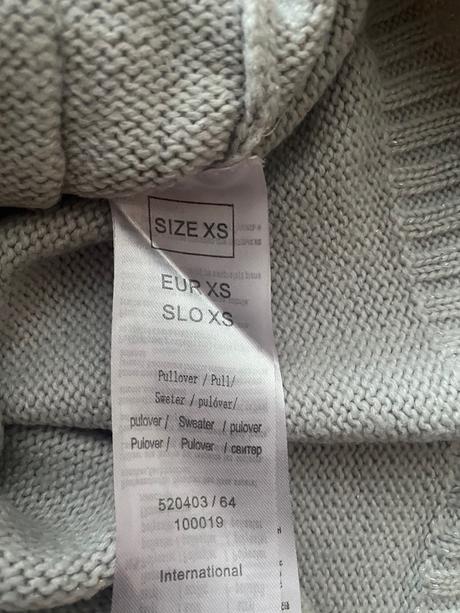 SIZE XS
EUR XS
SLO XS
Pullover / Pull/
Sweter / pulóvar/
pulover/ Sweater / pulover
Pulover/ Pulover / свитер
520403 / 64
100019
International